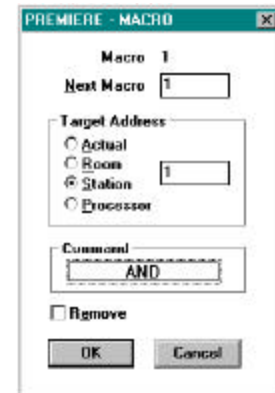 PREMIERE - MACRO
Macro 1
Next Macro 1
Target Address
Actual
Room
Station 1
Processor
Command
AND
Remove
OK Cancel